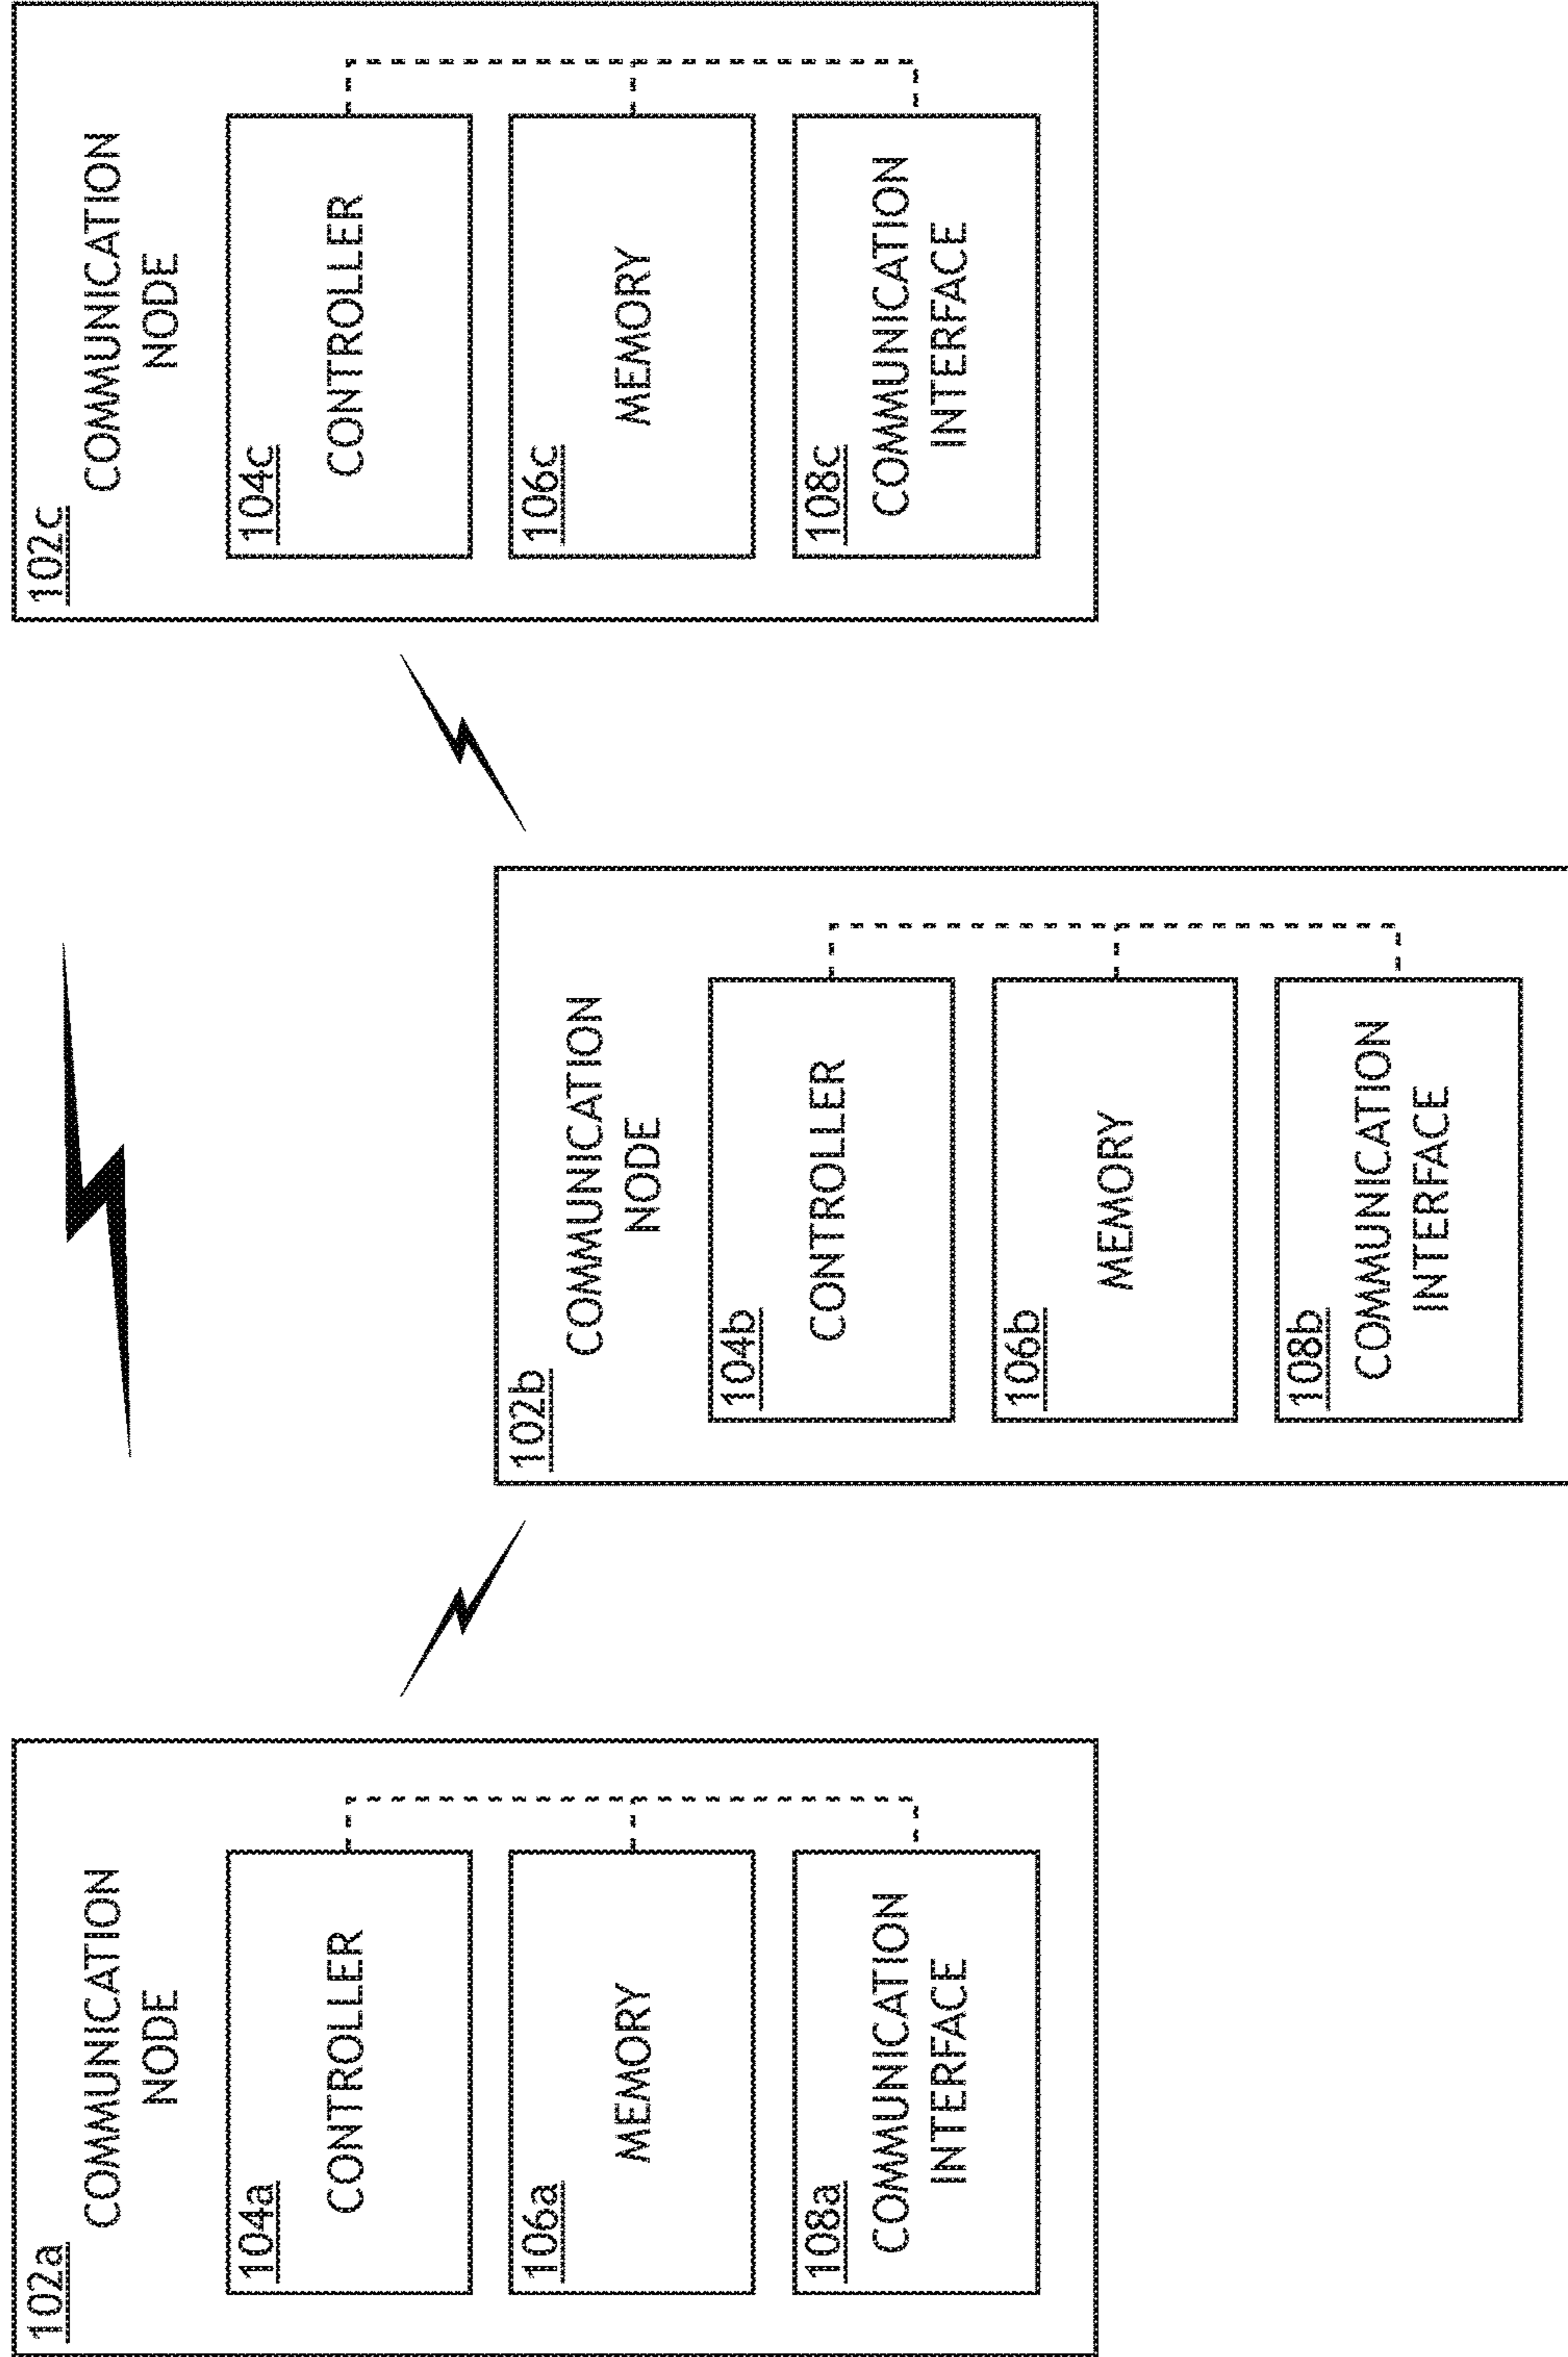 102a
COMMUNICATION
NODE
104a
CONTROLLER
106a
MEMORY
108a
COMMUNICATION
INTERFACE
102b
COMMUNICATION
NODE
104b
CONTROLLER
106b
MEMORY
108b
COMMUNICATION
INTERFACE
102c
COMMUNICATION
NODE
104c
CONTROLLER
106c
MEMORY
108c
COMMUNICATION
INTERFACE